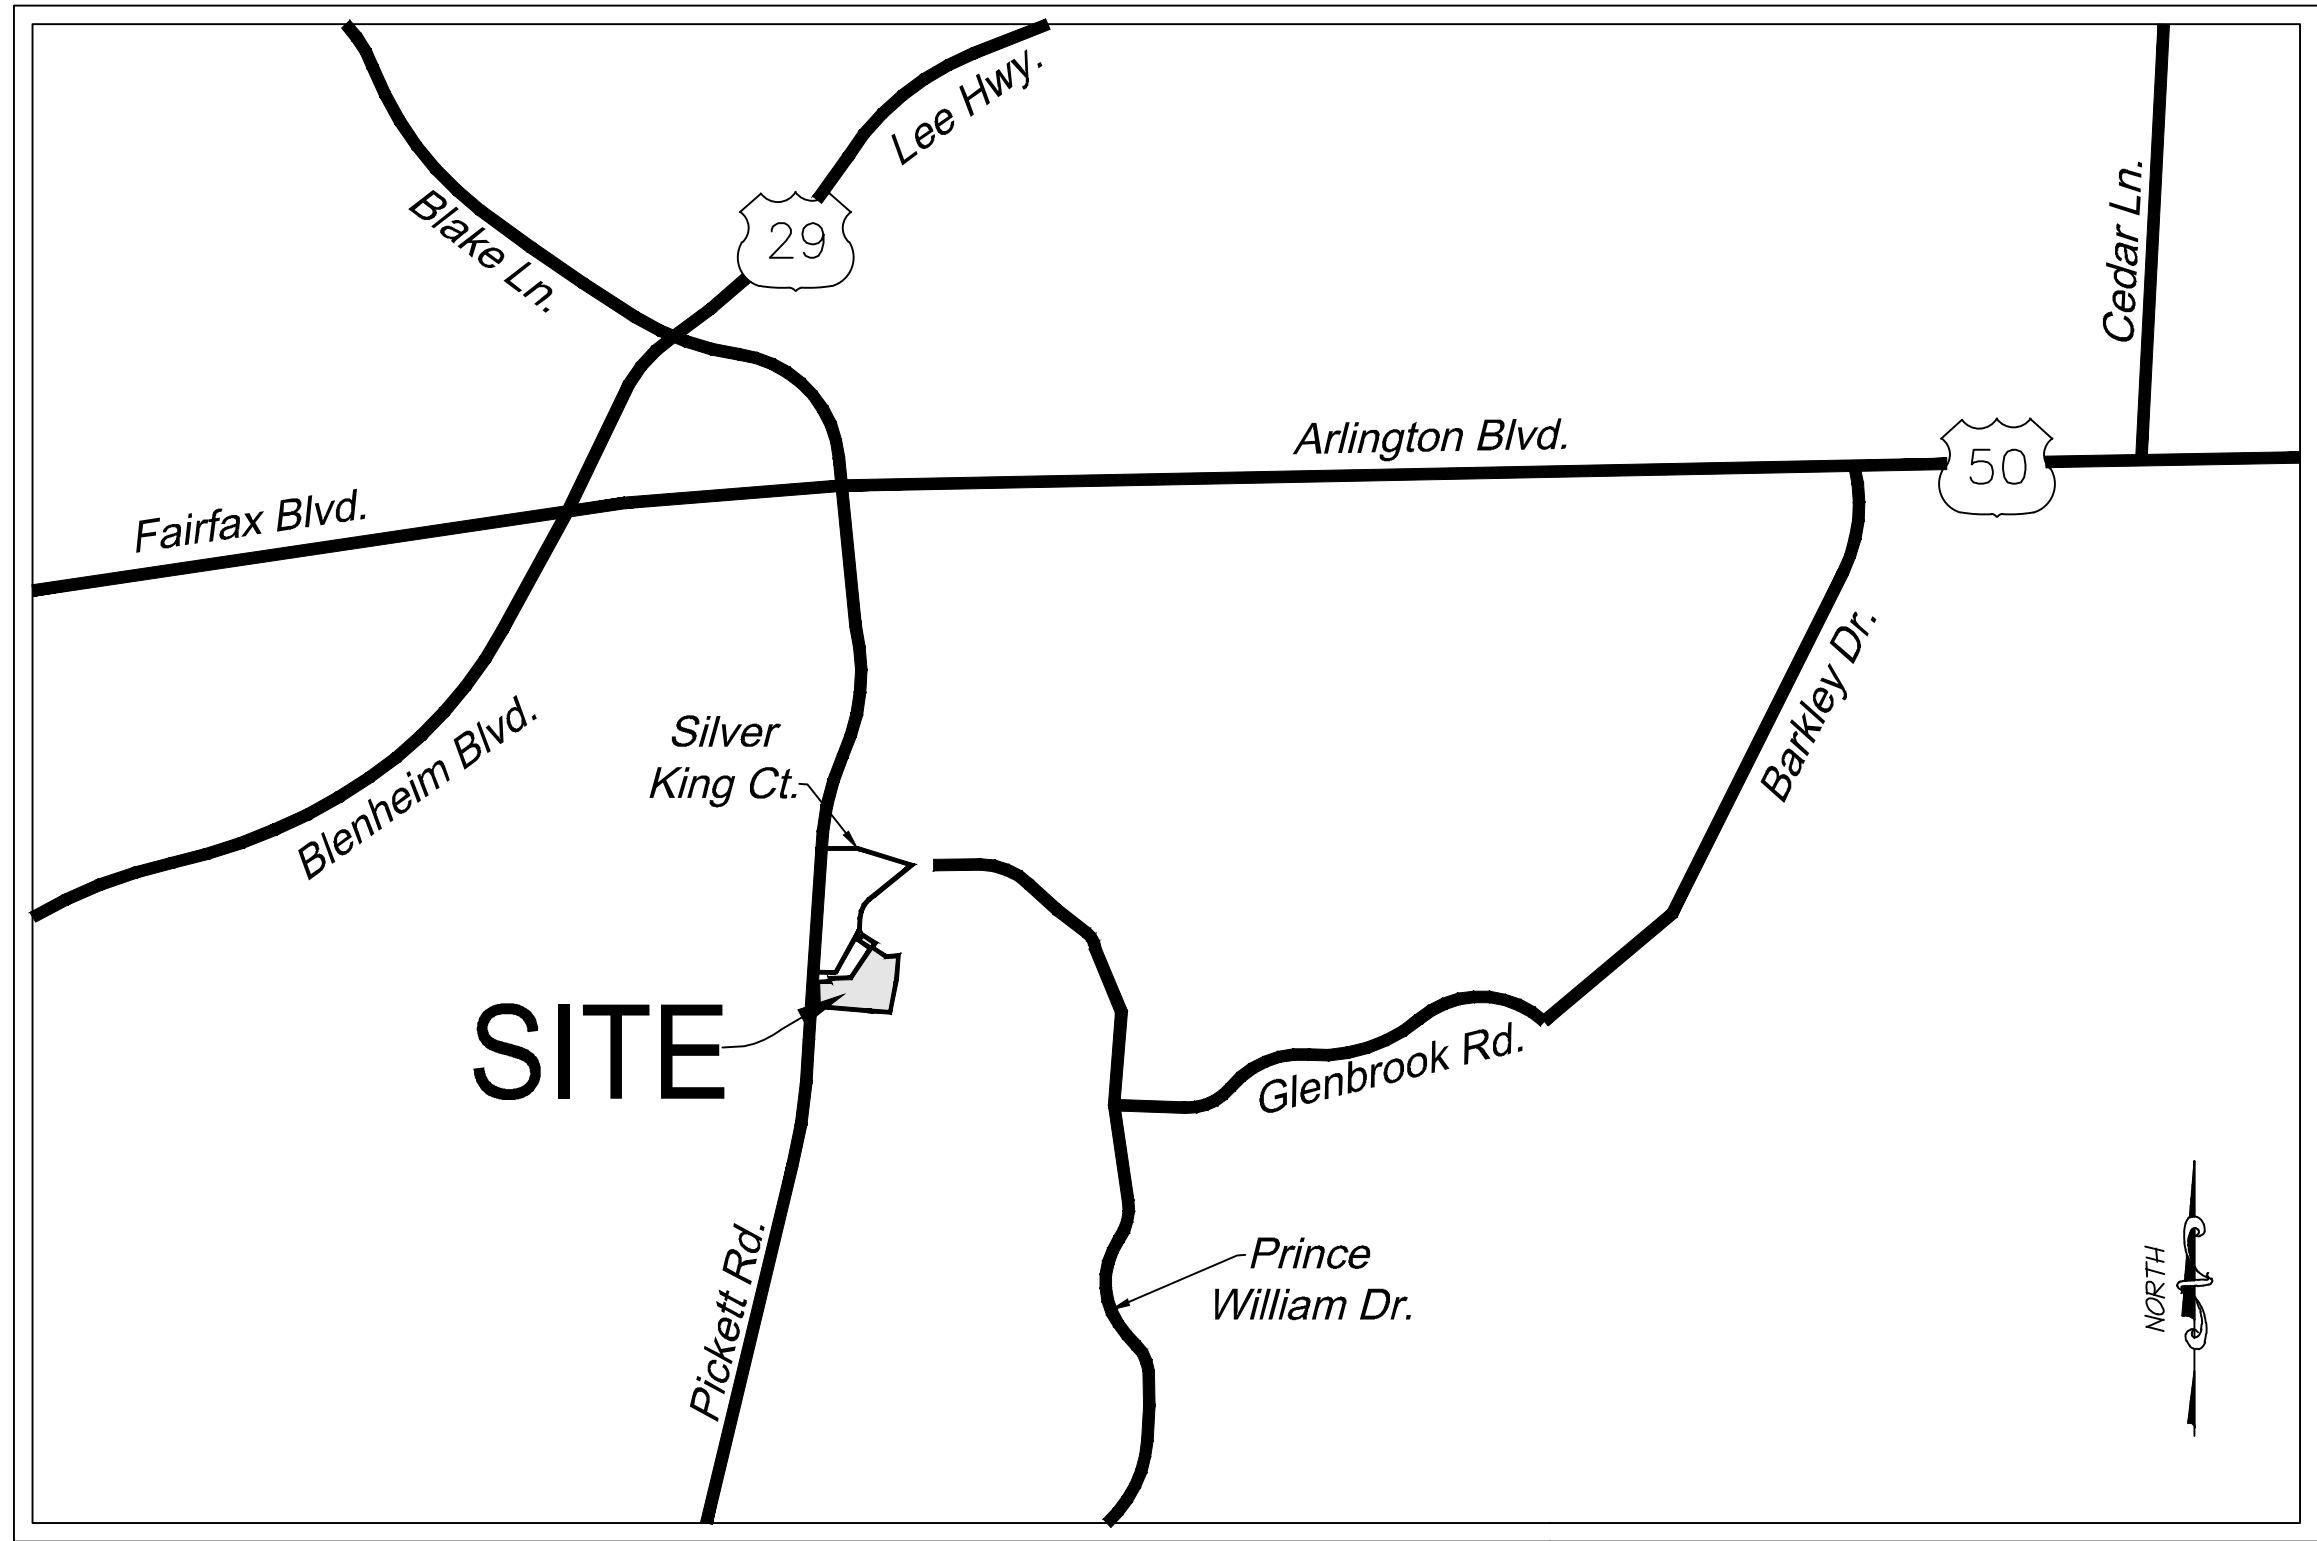 Lee Hwy.
Blake Ln.
29
Cedar Ln.
Arlington Blvd.
50
Fairfax Blvd.
Barkley Dr.
Blenheim Blvd.
Silver
King Ct.
SITE
Glenbrook Rd.
Pickett Rd.
Prince
William Dr.
NORTH